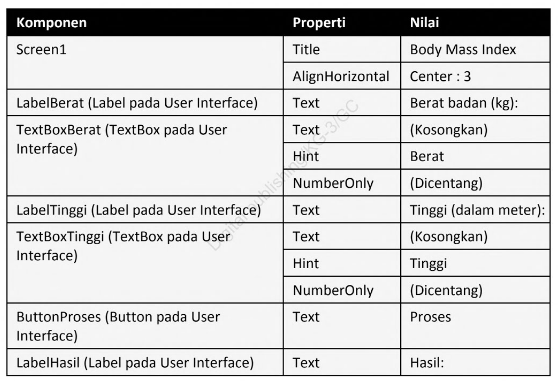 Komponen Properti Nilai
Screen1 Title Body Mass Index
AlignHorizontal Center : 3
LabelBerat (Label pada User Interface) Text Berat badan (kg):
TextBoxBerat (TextBox pada User Text (Kosongkan)
Interface) Hint Berat
NumberOnly (Dicentang)
LabelTinggi (Label pada User Interface) Text Tinggi (dalam meter):
TextBoxTinggi (TextBox pada User Text (Kosongkan)
Interface) Hint Tinggi
NumberOnly (Dicentang)
ButtonProses (Button pada User Text Proses
Interface)
LabelHasil (Label pada User Interface) Text Hasil: